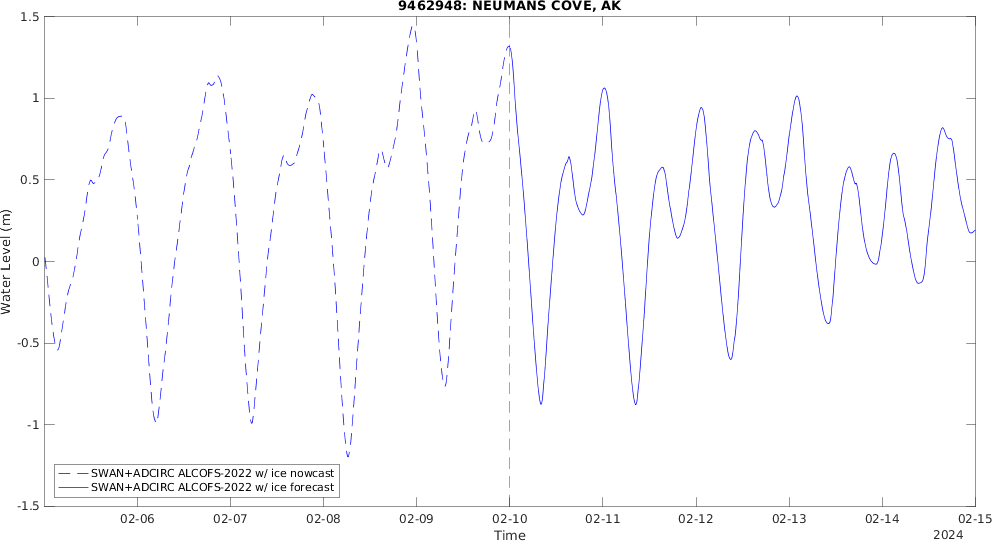 9462948: NEUMANS COVE, AK
1.5
1
0.5
0
-0.5
-1
-1.5
Water Level (m)
SWAN+ADCIRC ALCOFS-2022 w/ ice nowcast
SWAN+ADCIRC ALCOFS-2022 w/ ice forecast
02-06 02-07 02-08 02-09 02-10 02-11 02-12 02-13 02-14 02-15
Time
2024